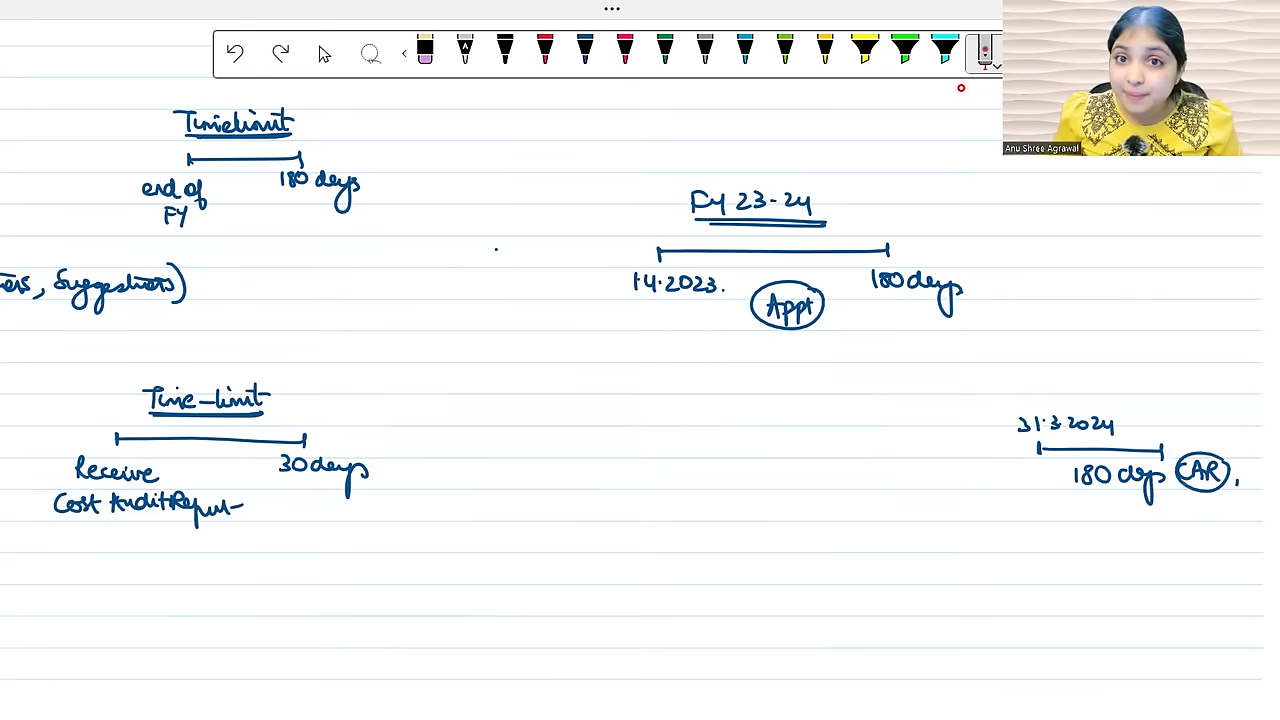 Anu Shree Agrawal
Timelimit
end of
FY
180 days
FY 23-24
1.4.2023.
Appt
180 days
, Suggestions)
Time-limit
Receive
Cost Audit Report
30 days
31.3.2024
180 days
CAR.